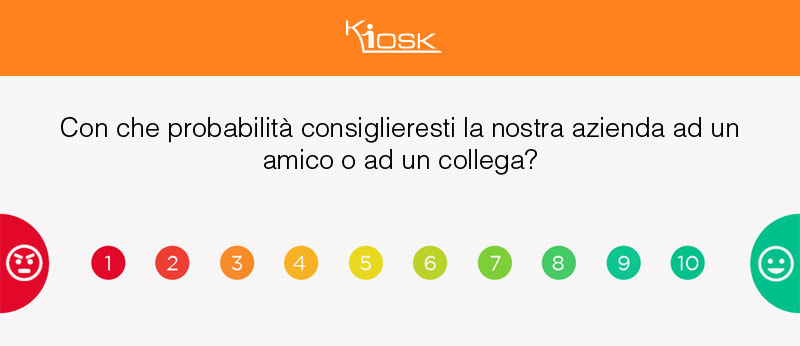 KiOSK
Con che probabilità consiglieresti la nostra azienda ad un
amico o ad un collega?
1 2 3 4 5 6 7 8 9 10